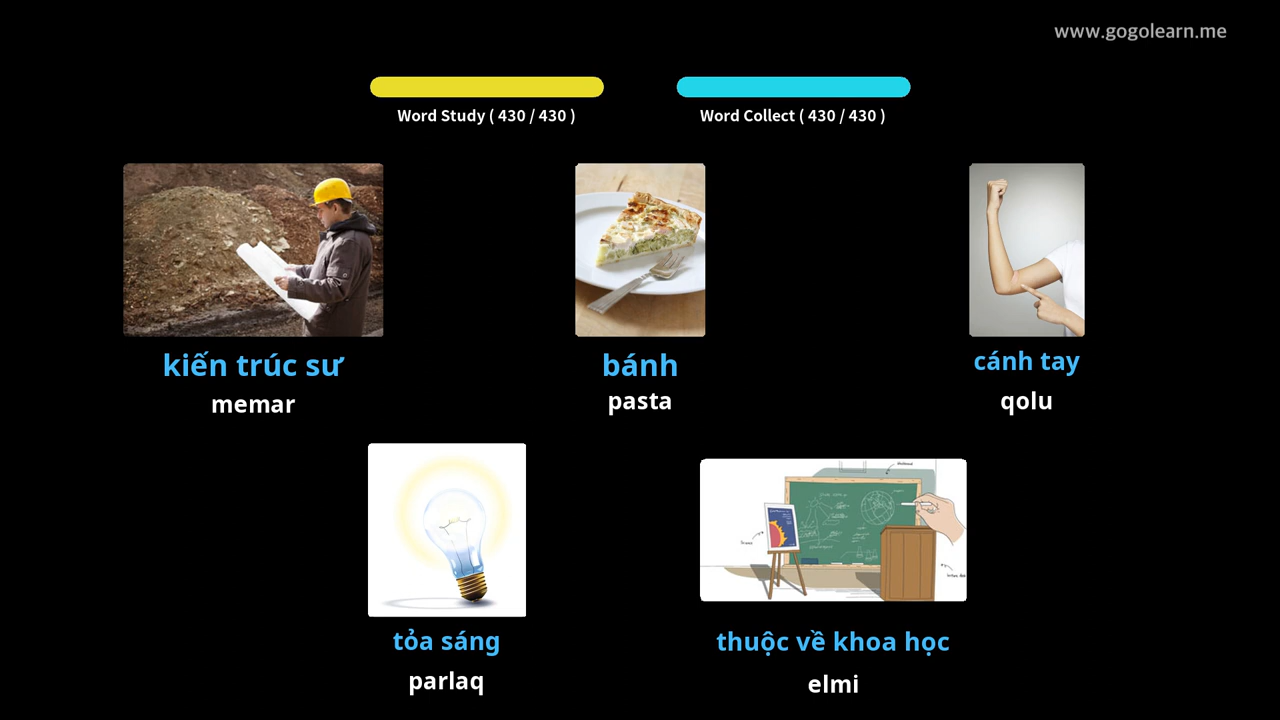 www.gogolearn.me
Word Study ( 430 / 430 )
Word Collect ( 430 / 430 )
kiến trúc sư
memar
bánh
pasta
cánh tay
qolu
tỏa sáng
parlaq
thuộc về khoa học
elmi